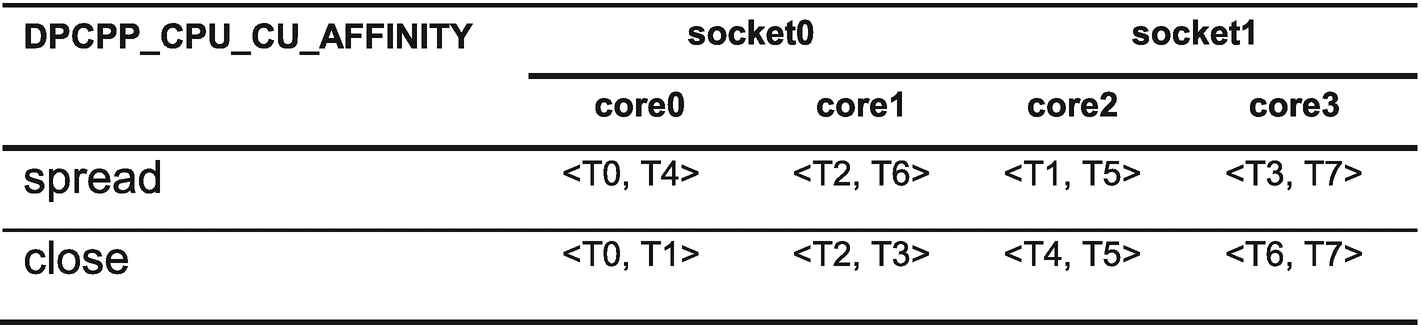 DPCPP_CPU_CU_AFFINITY socket0 socket1
core0 core1 core2 core3
spread <T0, T4> <T2, T6> <T1, T5> <T3, T7>
close <T0, T1> <T2, T3> <T4, T5> <T6, T7>